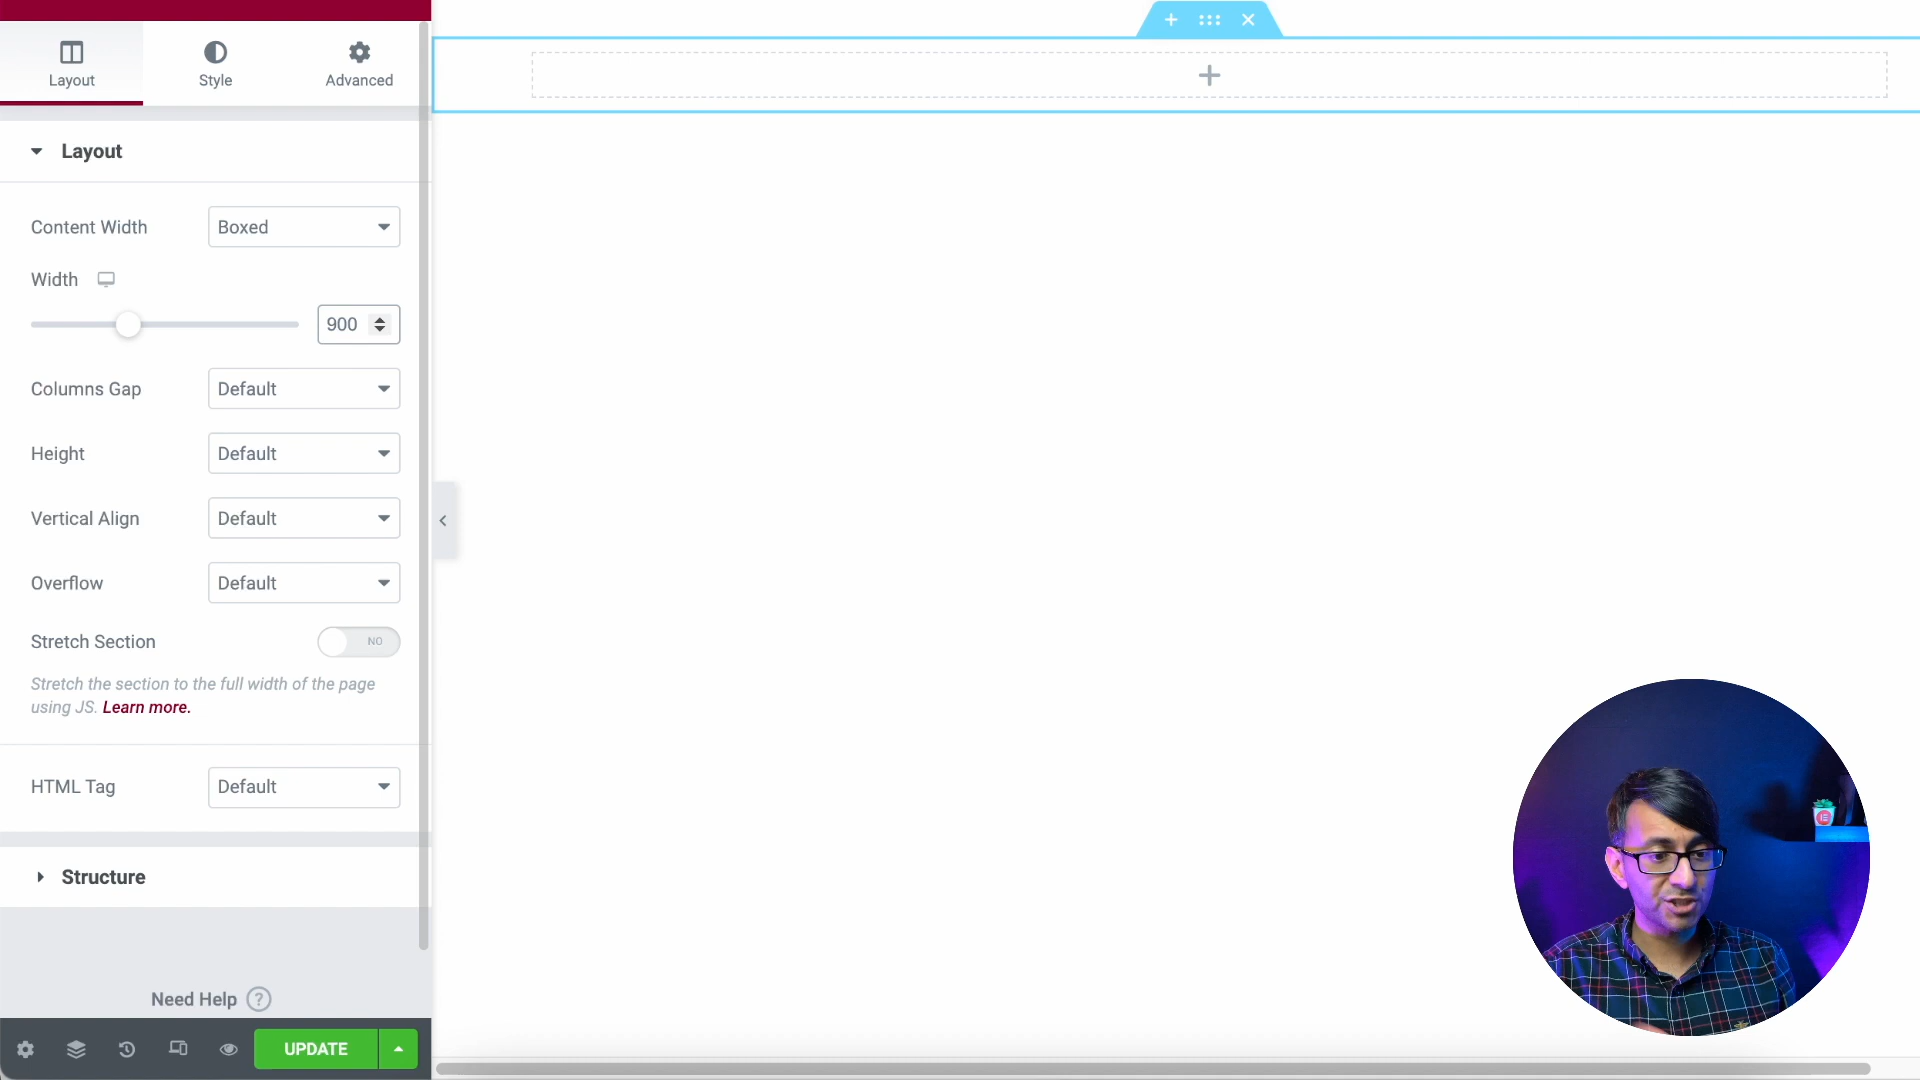 Layout
Style
Advanced
Layout
Content Width
Boxed
Width
900
Columns Gap
Default
Height
Default
Vertical Align
Default
Overflow
Default
Stretch Section
NO
Stretch the section to the full width of the page
using JS. Learn more.
HTML Tag
Default
Structure
Need Help ?
UPDATE